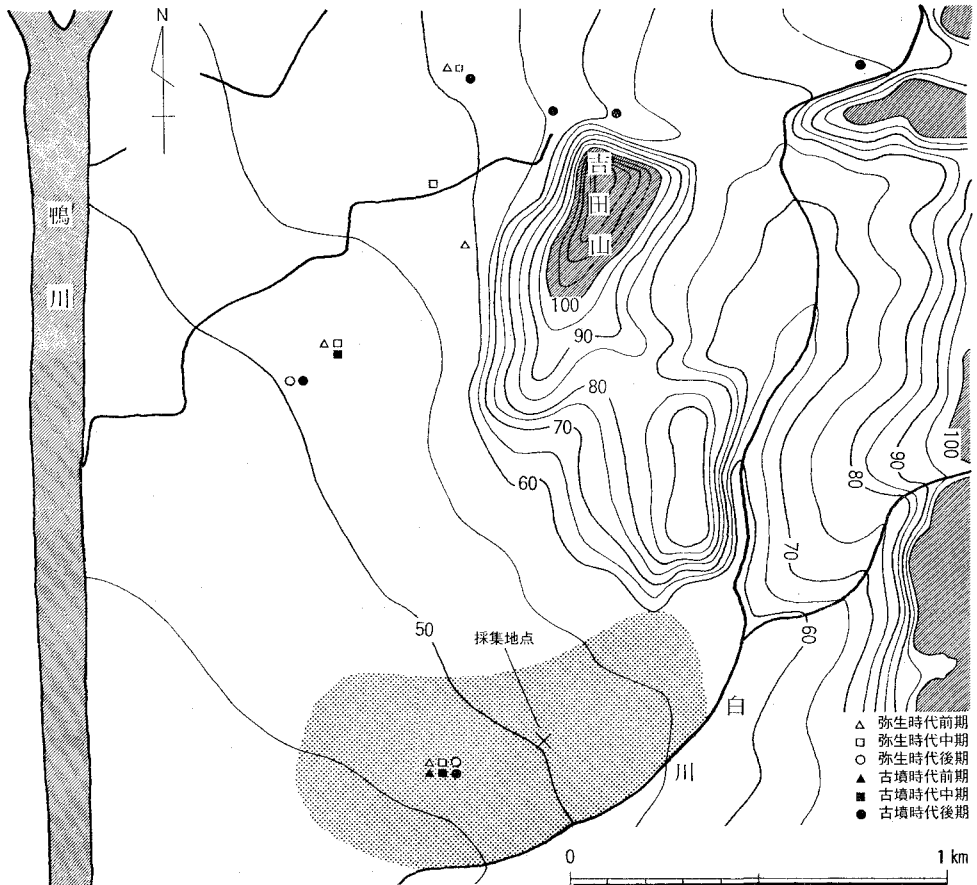 N
鴨川
吉田山
100
90
80
70
60
50
採集地点
100
90
80
70
60
白川
△ 弥生時代前期
□ 弥生時代中期
○ 弥生時代後期
▲ 古墳時代前期
■ 古墳時代中期
● 古墳時代後期
0 1 km